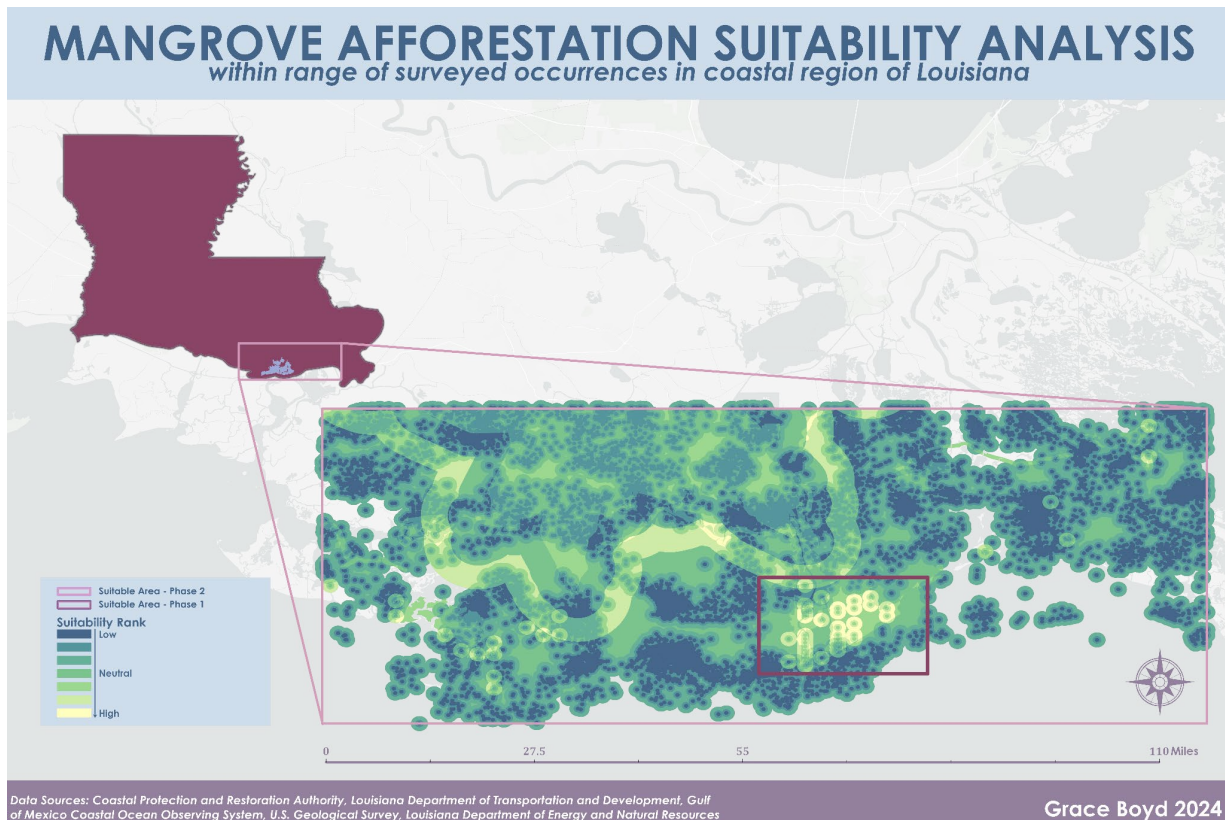 MANGROVE AFFORESTATION SUITABILITY ANALYSIS
within range of surveyed occurrences in coastal region of Louisiana
Suitable Area - Phase 2
Suitable Area - Phase 1
Suitability Rank
Low
Neutral
High
0 27.5 55 110 Miles
Data Sources: Coastal Protection and Restoration Authority, Louisiana Department of Transportation and Development, Gulf
of Mexico Coastal Ocean Observing System, U.S. Geological Survey, Louisiana Department of Energy and Natural Resources
Grace Boyd 2024